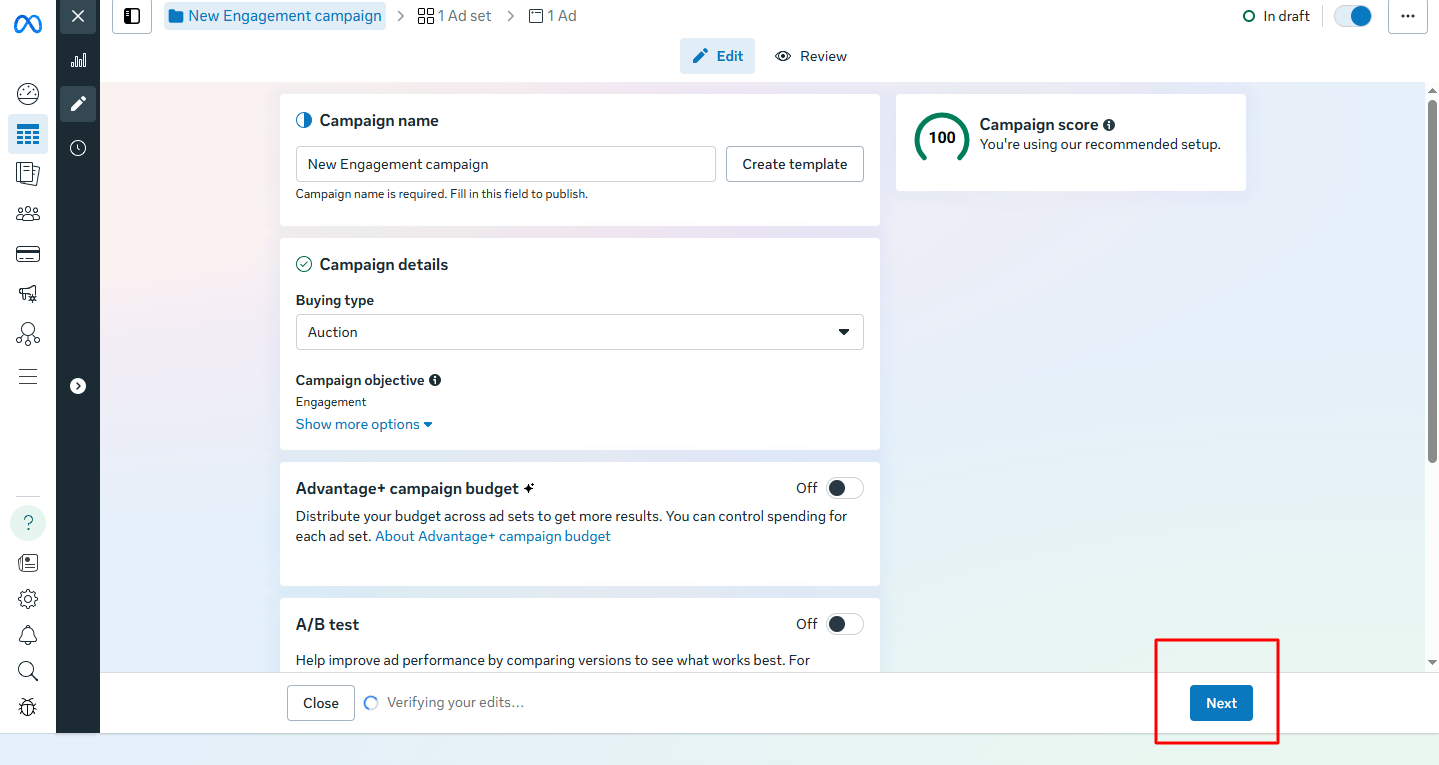 New Engagement campaign
1 Ad set
1 Ad
In draft
Edit
Review
Campaign name
New Engagement campaign
Create template
Campaign name is required. Fill in this field to publish.
100
Campaign score
You're using our recommended setup.
Campaign details
Buying type
Auction
Campaign objective
Engagement
Show more options
Advantage+ campaign budget
Off
Distribute your budget across ad sets to get more results. You can control spending for
each ad set. About Advantage+ campaign budget
A/B test
Off
Help improve ad performance by comparing versions to see what works best. For
Close
Verifying your edits...
Next